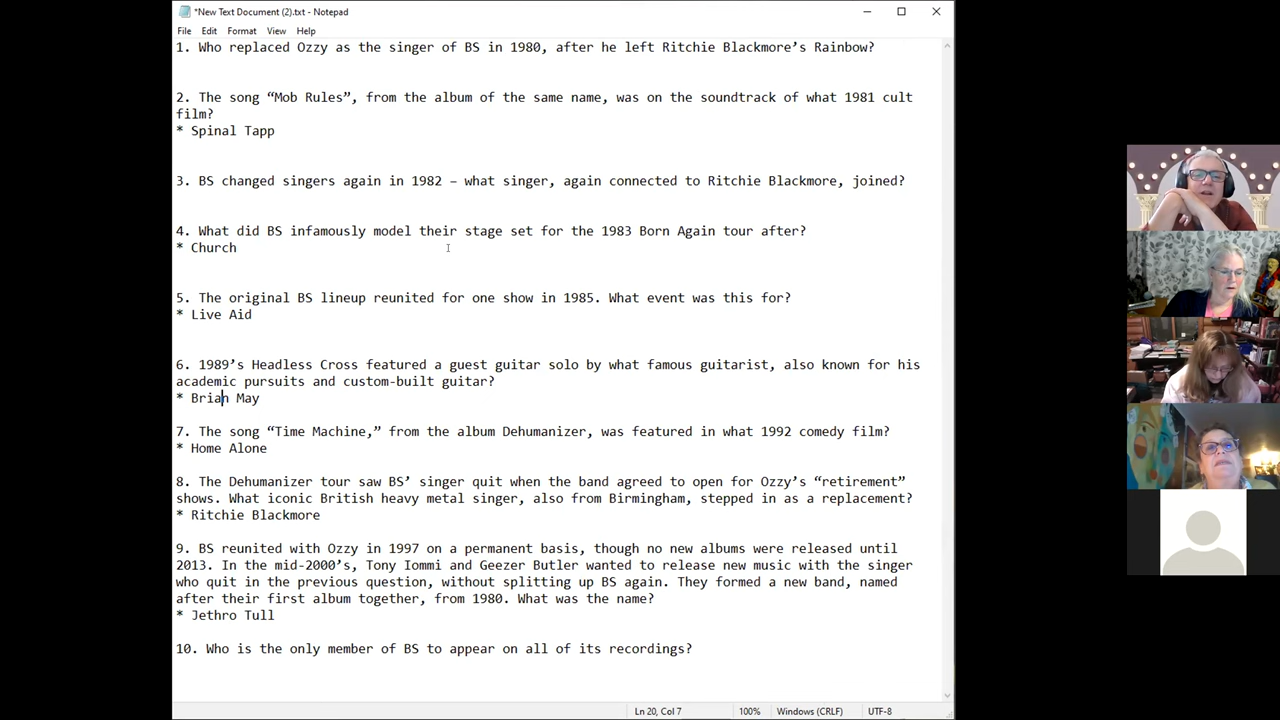 *New Text Document (2).txt - Notepad
File Edit Format View Help
1. Who replaced Ozzy as the singer of BS in 1980, after he left Ritchie Blackmore’s Rainbow?
2. The song “Mob Rules”, from the album of the same name, was on the soundtrack of what 1981 cult
film?
* Spinal Tapp
3. BS changed singers again in 1982 – what singer, again connected to Ritchie Blackmore, joined?
4. What did BS infamously model their stage set for the 1983 Born Again tour after?
* Church
5. The original BS lineup reunited for one show in 1985. What event was this for?
* Live Aid
6. 1989’s Headless Cross featured a guest guitar solo by what famous guitarist, also known for his
academic pursuits and custom-built guitar?
* Brian May
7. The song “Time Machine,” from the album Dehumanizer, was featured in what 1992 comedy film?
* Home Alone
8. The Dehumanizer tour saw BS’ singer quit when the band agreed to open for Ozzy’s “retirement”
shows. What iconic British heavy metal singer, also from Birmingham, stepped in as a replacement?
* Ritchie Blackmore
9. BS reunited with Ozzy in 1997 on a permanent basis, though no new albums were released until
2013. In the mid-2000’s, Tony Iommi and Geezer Butler wanted to release new music with the singer
who quit in the previous question, without splitting up BS again. They formed a new band, named
after their first album together, from 1980. What was the name?
* Jethro Tull
10. Who is the only member of BS to appear on all of its recordings?
Ln 20, Col 7 100% Windows (CRLF) UTF-8